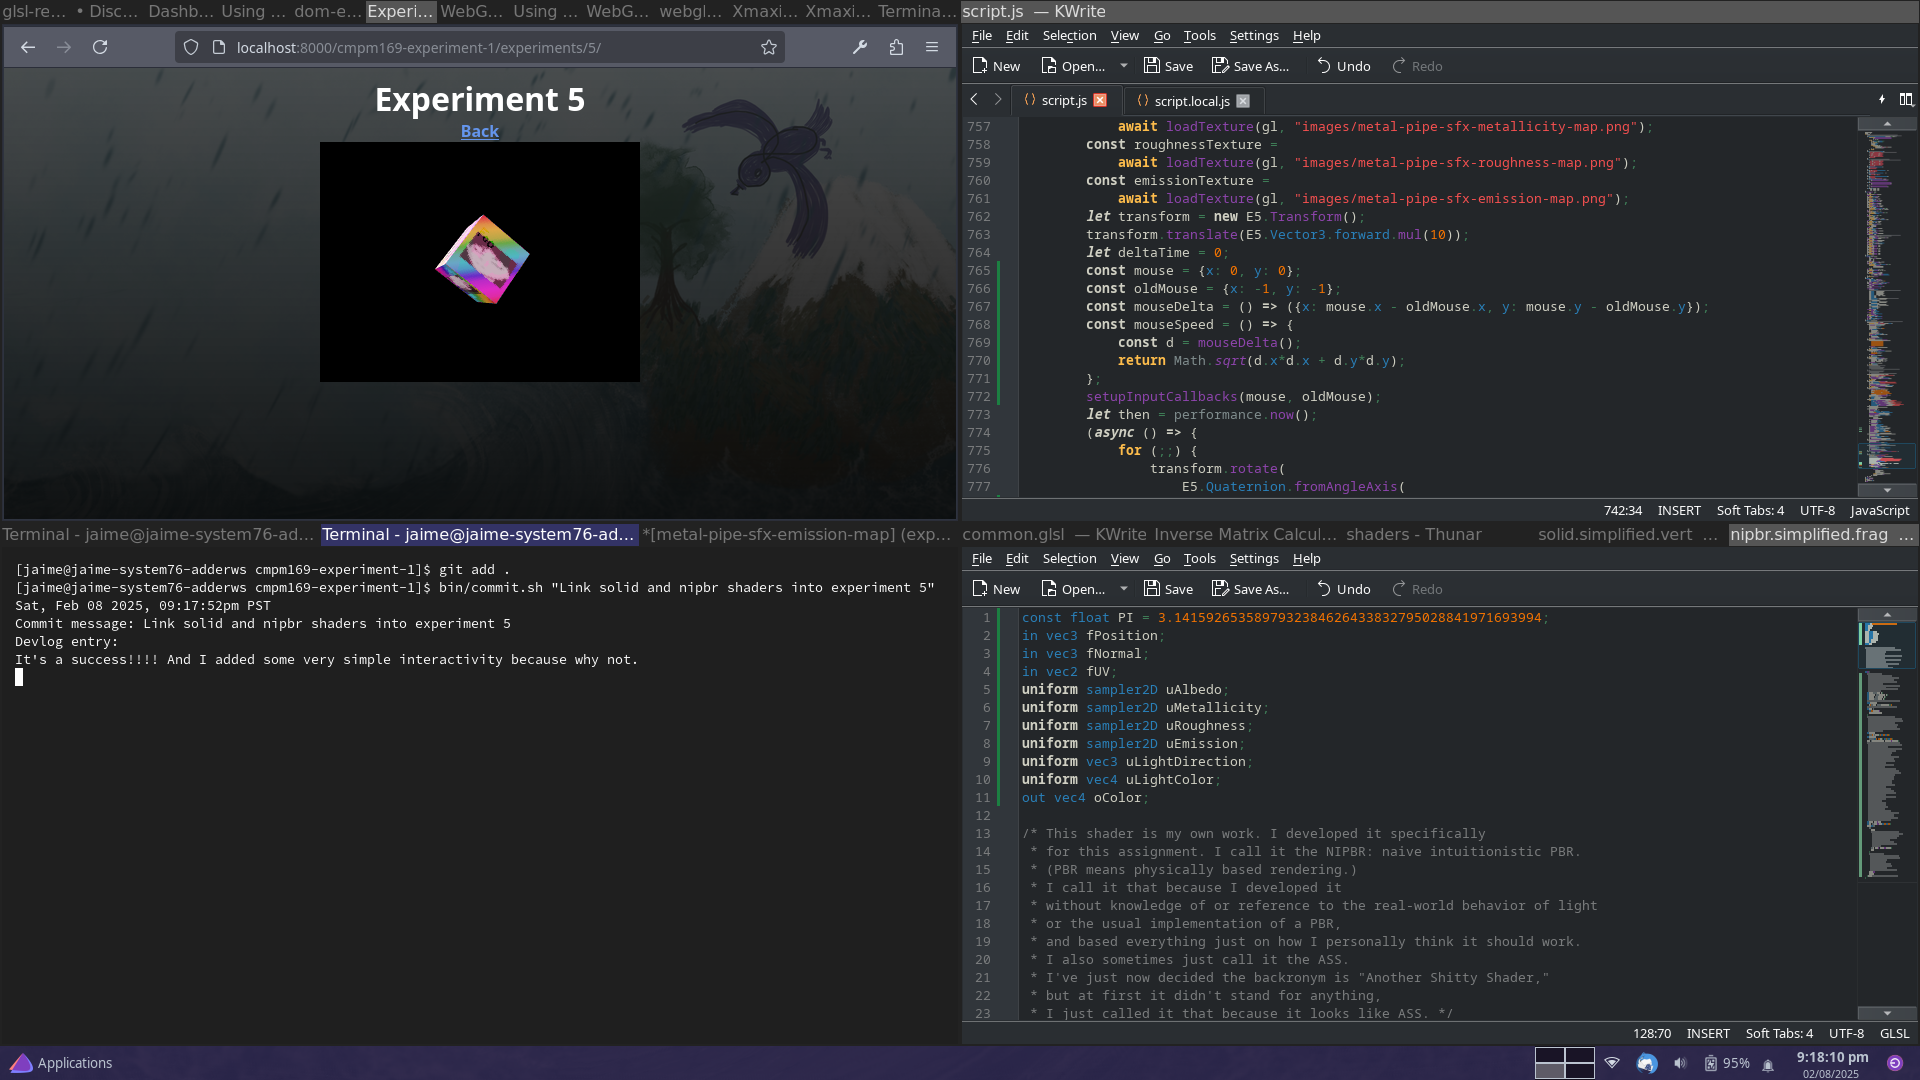 glsl-re... • Disc... Dashb... Using ... dom-e... Experi... WebG... Using ... WebG... webgl... Xmaxi... Xmaxi... Termina...
localhost:8000/cmpm169-experiment-1/experiments/5/
Experiment 5
Back
script.js — KWrite
File Edit Selection View Go Tools Settings Help
New Open... Save Save As... Undo Redo
script.js script.local.js
757 await loadTexture(gl, "images/metal-pipe-sfx-metallicity-map.png");
758 const roughnessTexture =
759 await loadTexture(gl, "images/metal-pipe-sfx-roughness-map.png");
760 const emissionTexture =
761 await loadTexture(gl, "images/metal-pipe-sfx-emission-map.png");
762 let transform = new E5.Transform();
763 transform.translate(E5.Vector3.forward.mul(10));
764 let deltaTime = 0;
765 const mouse = {x: 0, y: 0};
766 const oldMouse = {x: -1, y: -1};
767 const mouseDelta = () => ({x: mouse.x - oldMouse.x, y: mouse.y - oldMouse.y});
768 const mouseSpeed = () => {
769 const d = mouseDelta();
770 return Math.sqrt(d.x*d.x + d.y*d.y);
771 };
772 setupInputCallbacks(mouse, oldMouse);
773 let then = performance.now();
774 (async () => {
775 for (;;) {
776 transform.rotate(
777 E5.Quaternion.fromAngleAxis(
742:34 INSERT Soft Tabs: 4 UTF-8 JavaScript
Terminal - jaime@jaime-system76-ad... Terminal - jaime@jaime-system76-ad... *[metal-pipe-sfx-emission-map] (exp...
[jaime@jaime-system76-adderws cmpm169-experiment-1]$ git add .
[jaime@jaime-system76-adderws cmpm169-experiment-1]$ bin/commit.sh "Link solid and nipbr shaders into experiment 5"
Sat, Feb 08 2025, 09:17:52pm PST
Commit message: Link solid and nipbr shaders into experiment 5
Devlog entry:
It's a success!!!! And I added some very simple interactivity because why not.
common.glsl — KWrite Inverse Matrix Calcul... shaders - Thunar solid.simplified.vert ... nipbr.simplified.frag ...
File Edit Selection View Go Tools Settings Help
New Open... Save Save As... Undo Redo
1 const float PI = 3.141592653589793238462643383279502884197169399​4;
2 in vec3 fPosition;
3 in vec3 fNormal;
4 in vec2 fUV;
5 uniform sampler2D uAlbedo;
6 uniform sampler2D uMetallicity;
7 uniform sampler2D uRoughness;
8 uniform sampler2D uEmission;
9 uniform vec3 uLightDirection;
10 uniform vec4 uLightColor;
11 out vec4 oColor;
12
13 /* This shader is my own work. I developed it specifically
14 * for this assignment. I call it the NIPBR: naive intuitionistic PBR.
15 * (PBR means physically based rendering.)
16 * I call it that because I developed it
17 * without knowledge of or reference to the real-world behavior of light
18 * or the usual implementation of a PBR,
19 * and based everything just on how I personally think it should work.
20 * I also sometimes just call it the ASS.
21 * I've just now decided the backronym is "Another Shitty Shader,"
22 * but at first it didn't stand for anything,
23 * I just called it that because it looks like ASS. */
128:70 INSERT Soft Tabs: 4 UTF-8 GLSL
Applications
95% 9:18:10 pm
02/08/2025